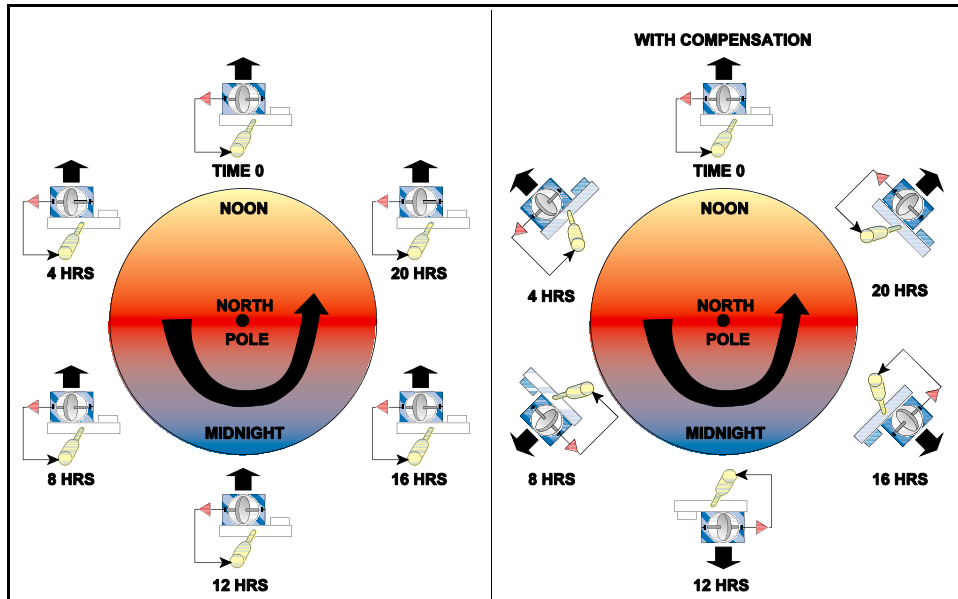 TIME 0
NOON
4 HRS
20 HRS
NORTH
POLE
MIDNIGHT
8 HRS
16 HRS
12 HRS
WITH COMPENSATION
TIME 0
NOON
4 HRS
20 HRS
NORTH
POLE
MIDNIGHT
8 HRS
16 HRS
12 HRS